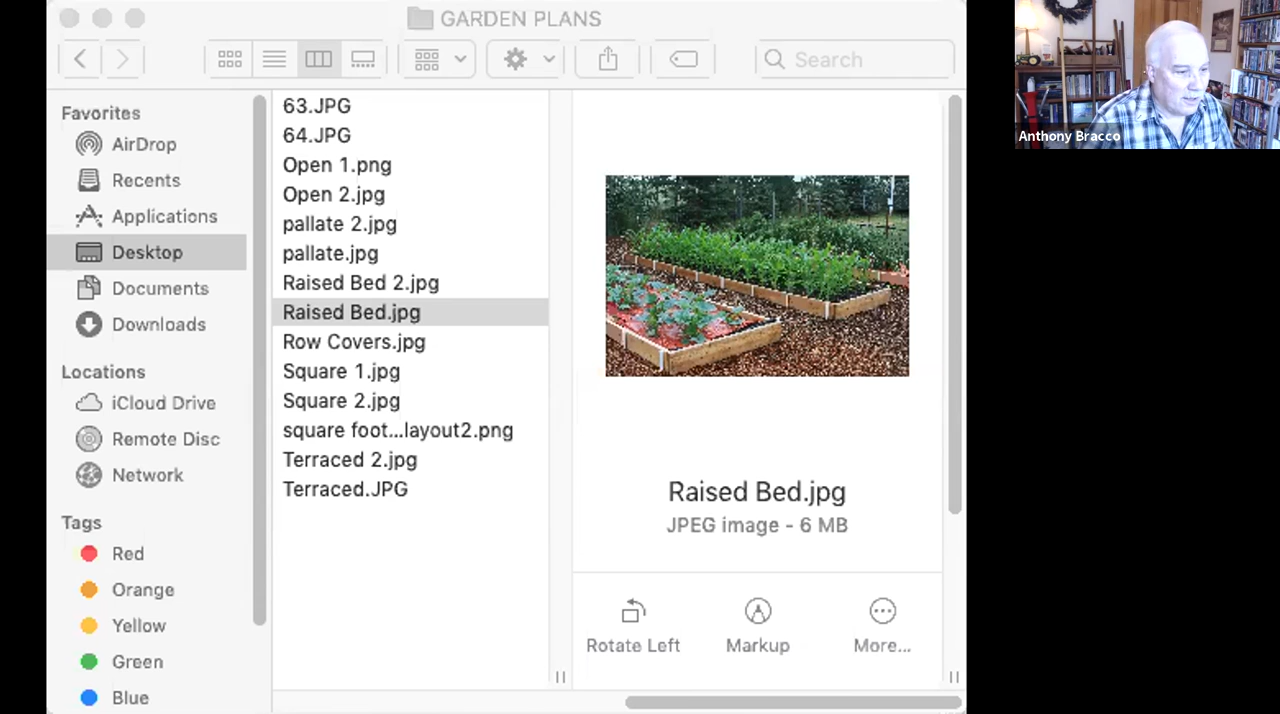 GARDEN PLANS
Search
Favorites
AirDrop
Recents
Applications
Desktop
Documents
Downloads
Locations
iCloud Drive
Remote Disc
Network
Tags
Red
Orange
Yellow
Green
Blue
63.JPG
64.JPG
Open 1.png
Open 2.jpg
pallate 2.jpg
pallate.jpg
Raised Bed 2.jpg
Raised Bed.jpg
Row Covers.jpg
Square 1.jpg
Square 2.jpg
square foot...layout2.png
Terraced 2.jpg
Terraced.JPG
Raised Bed.jpg
JPEG image - 6 MB
Rotate Left
Markup
More...
Anthony Bracco